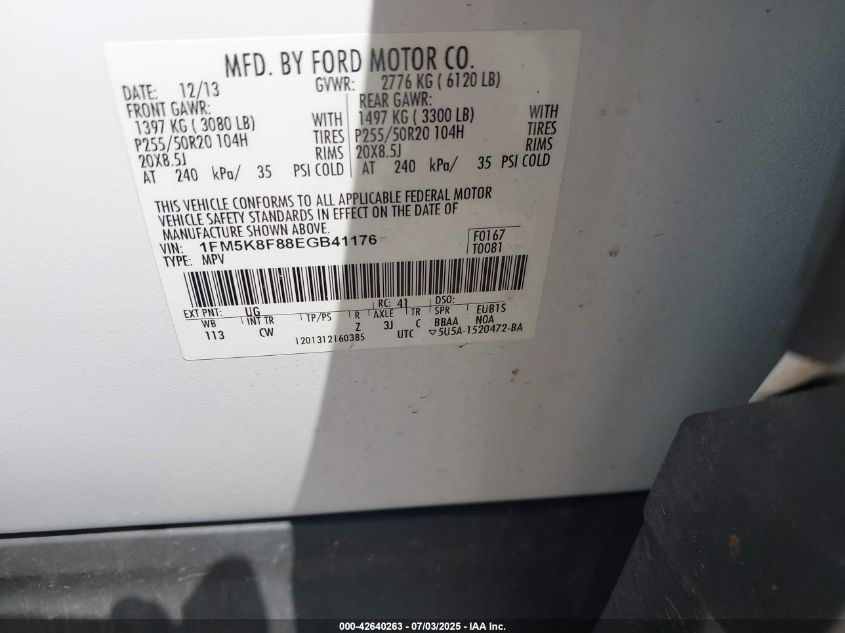 MFD. BY FORD MOTOR CO.
DATE: 12/13 GVWR: 2776 KG ( 6120 LB)
FRONT GAWR: REAR GAWR:
1397 KG ( 3080 LB) WITH 1497 KG ( 3300 LB) WITH
P255/50R20 104H TIRES P255/50R20 104H TIRES
20X8.5J RIMS 20X8.5J RIMS
AT 240 kPa/ 35 PSI COLD AT 240 kPa/ 35 PSI COLD
THIS VEHICLE CONFORMS TO ALL APPLICABLE FEDERAL MOTOR
VEHICLE SAFETY STANDARDS IN EFFECT ON THE DATE OF
MANUFACTURE SHOWN ABOVE.
VIN: 1FM5K8F88EGB41176 F0167
TYPE: MPV T0081
EXT PNT: UG RC: 41 DSO:
WB INT TR TP/PS R AXLE TR SPR EUB1S
113 CW Z 3J C BBAA NOA
1201312160385 UTC ▽5U5A-1520472-BA
000-42640263 - 07/03/2025 - IAA Inc.